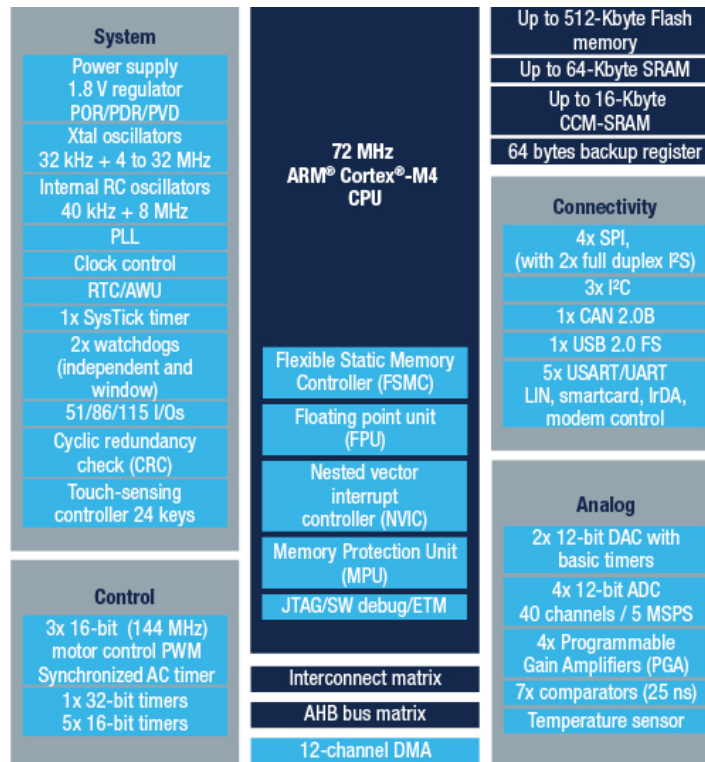 System
Power supply
1.8 V regulator
POR/PDR/PVD
Xtal oscillators
32 kHz + 4 to 32 MHz
Internal RC oscillators
40 kHz + 8 MHz
PLL
Clock control
RTC/AWU
1x SysTick timer
2x watchdogs
(independent and
window)
51/86/115 I/Os
Cyclic redundancy
check (CRC)
Touch-sensing
controller 24 keys
Control
3x 16-bit (144 MHz)
motor control PWM
Synchronized AC timer
1x 32-bit timers
5x 16-bit timers
72 MHz
ARM® Cortex®-M4
CPU
Flexible Static Memory
Controller (FSMC)
Floating point unit
(FPU)
Nested vector
interrupt
controller (NVIC)
Memory Protection Unit
(MPU)
JTAG/SW debug/ETM
Interconnect matrix
AHB bus matrix
12-channel DMA
Up to 512-Kbyte Flash
memory
Up to 64-Kbyte SRAM
Up to 16-Kbyte
CCM-SRAM
64 bytes backup register
Connectivity
4x SPI,
(with 2x full duplex I²S)
3x I²C
1x CAN 2.0B
1x USB 2.0 FS
5x USART/UART
LIN, smartcard, IrDA,
modem control
Analog
2x 12-bit DAC with
basic timers
4x 12-bit ADC
40 channels / 5 MSPS
4x Programmable
Gain Amplifiers (PGA)
7x comparators (25 ns)
Temperature sensor